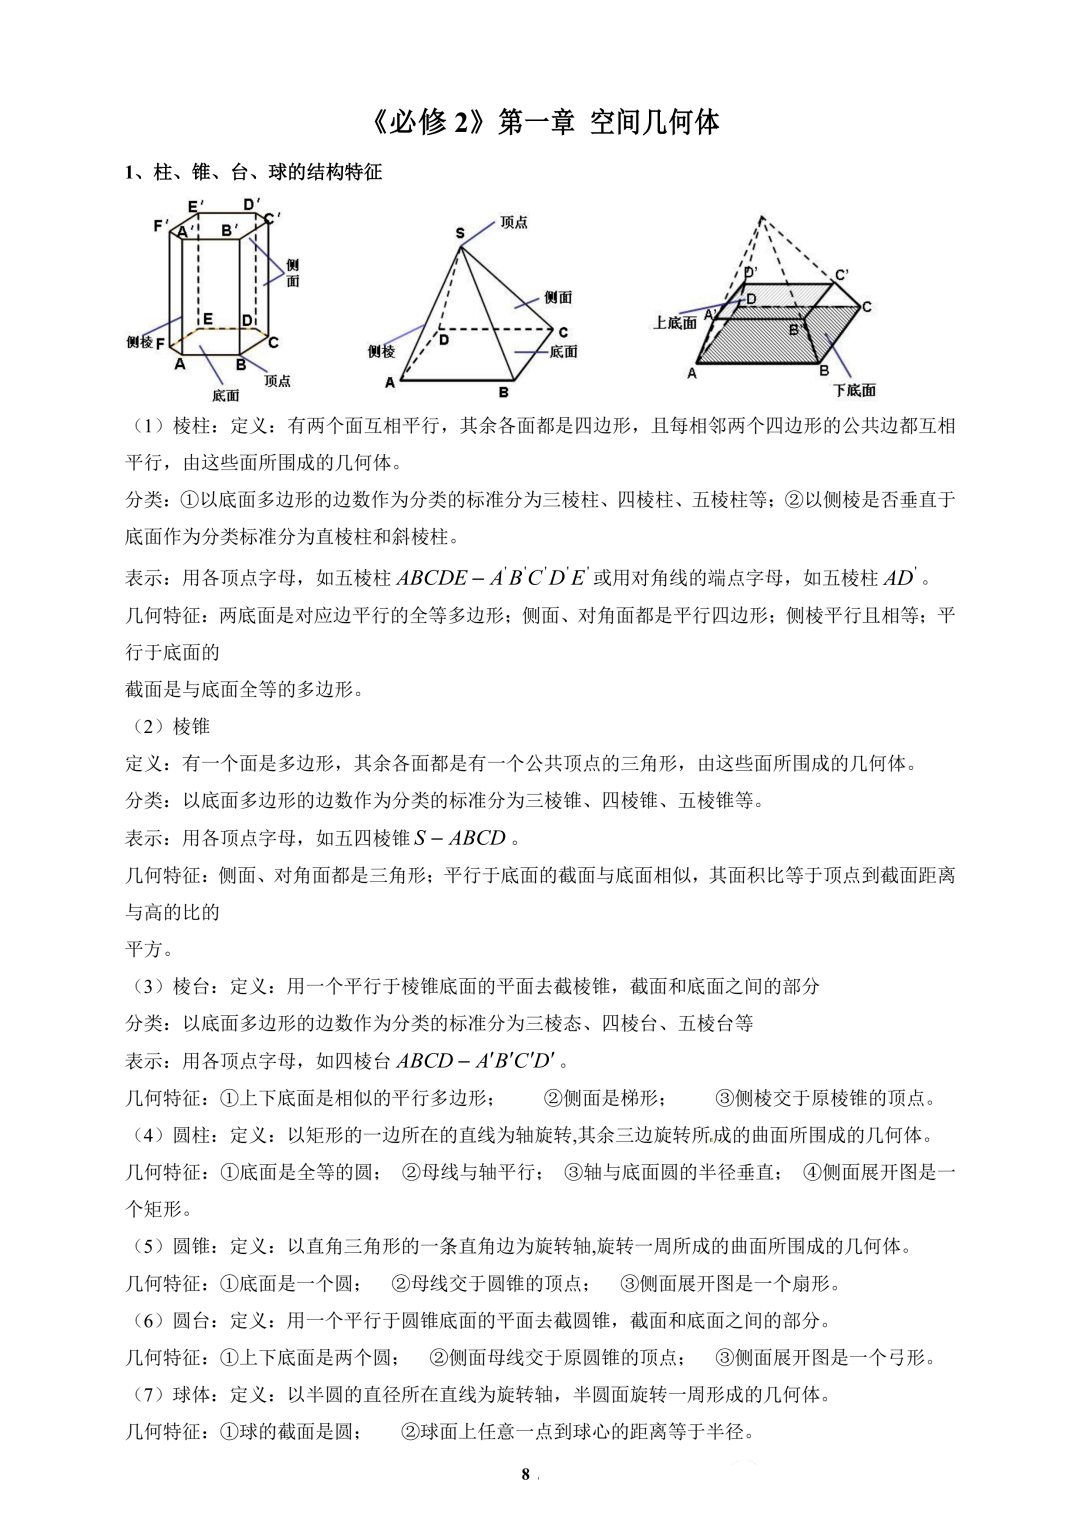 《必修 2》第一章 空间几何体
1、柱、锥、台、球的结构特征
E' D'
F' A' B' C'
侧面
侧棱 F E D C
A B
顶点
底面
S 顶点
侧面
侧棱 D C
底面
A B
D' C'
上底面 A' D B' C
A B
下底面
（1）棱柱：定义：有两个面互相平行，其余各面都是四边形，且每相邻两个四边形的公共边都互相
平行，由这些面所围成的几何体。
分类：①以底面多边形的边数作为分类的标准分为三棱柱、四棱柱、五棱柱等；②以侧棱是否垂直于
底面作为分类标准分为直棱柱和斜棱柱。
表示：用各顶点字母，如五棱柱 ABCDE − A'B'C'D'E' 或用对角线的端点字母，如五棱柱 AD' 。
几何特征：两底面是对应边平行的全等多边形；侧面、对角面都是平行四边形；侧棱平行且相等；平
行于底面的
截面是与底面全等的多边形。
（2）棱锥
定义：有一个面是多边形，其余各面都是有一个公共顶点的三角形，由这些面所围成的几何体。
分类：以底面多边形的边数作为分类的标准分为三棱锥、四棱锥、五棱锥等。
表示：用各顶点字母，如五四棱锥 S − ABCD 。
几何特征：侧面、对角面都是三角形；平行于底面的截面与底面相似，其面积比等于顶点到截面距离
与高的比的
平方。
（3）棱台：定义：用一个平行于棱锥底面的平面去截棱锥，截面和底面之间的部分
分类：以底面多边形的边数作为分类的标准分为三棱态、四棱台、五棱台等
表示：用各顶点字母，如四棱台 ABCD − A'B'C'D' 。
几何特征：①上下底面是相似的平行多边形； ②侧面是梯形； ③侧棱交于原棱锥的顶点。
（4）圆柱：定义：以矩形的一边所在的直线为轴旋转,其余三边旋转所成的曲面所围成的几何体。
几何特征：①底面是全等的圆； ②母线与轴平行； ③轴与底面圆的半径垂直； ④侧面展开图是一
个矩形。
（5）圆锥：定义：以直角三角形的一条直角边为旋转轴,旋转一周所成的曲面所围成的几何体。
几何特征：①底面是一个圆； ②母线交于圆锥的顶点； ③侧面展开图是一个扇形。
（6）圆台：定义：用一个平行于圆锥底面的平面去截圆锥，截面和底面之间的部分。
几何特征：①上下底面是两个圆； ②侧面母线交于原圆锥的顶点； ③侧面展开图是一个弓形。
（7）球体：定义：以半圆的直径所在直线为旋转轴，半圆面旋转一周形成的几何体。
几何特征：①球的截面是圆； ②球面上任意一点到球心的距离等于半径。
8